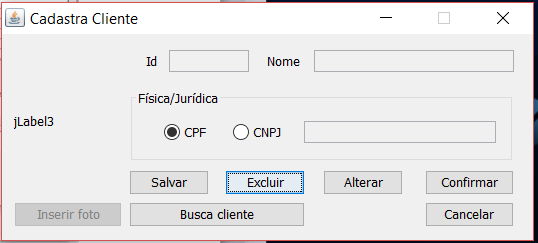 Cadastra Cliente
Id Nome
Física/Jurídica
jLabel3
CPF CNPJ
Salvar Excluir Alterar Confirmar
Inserir foto Busca cliente Cancelar